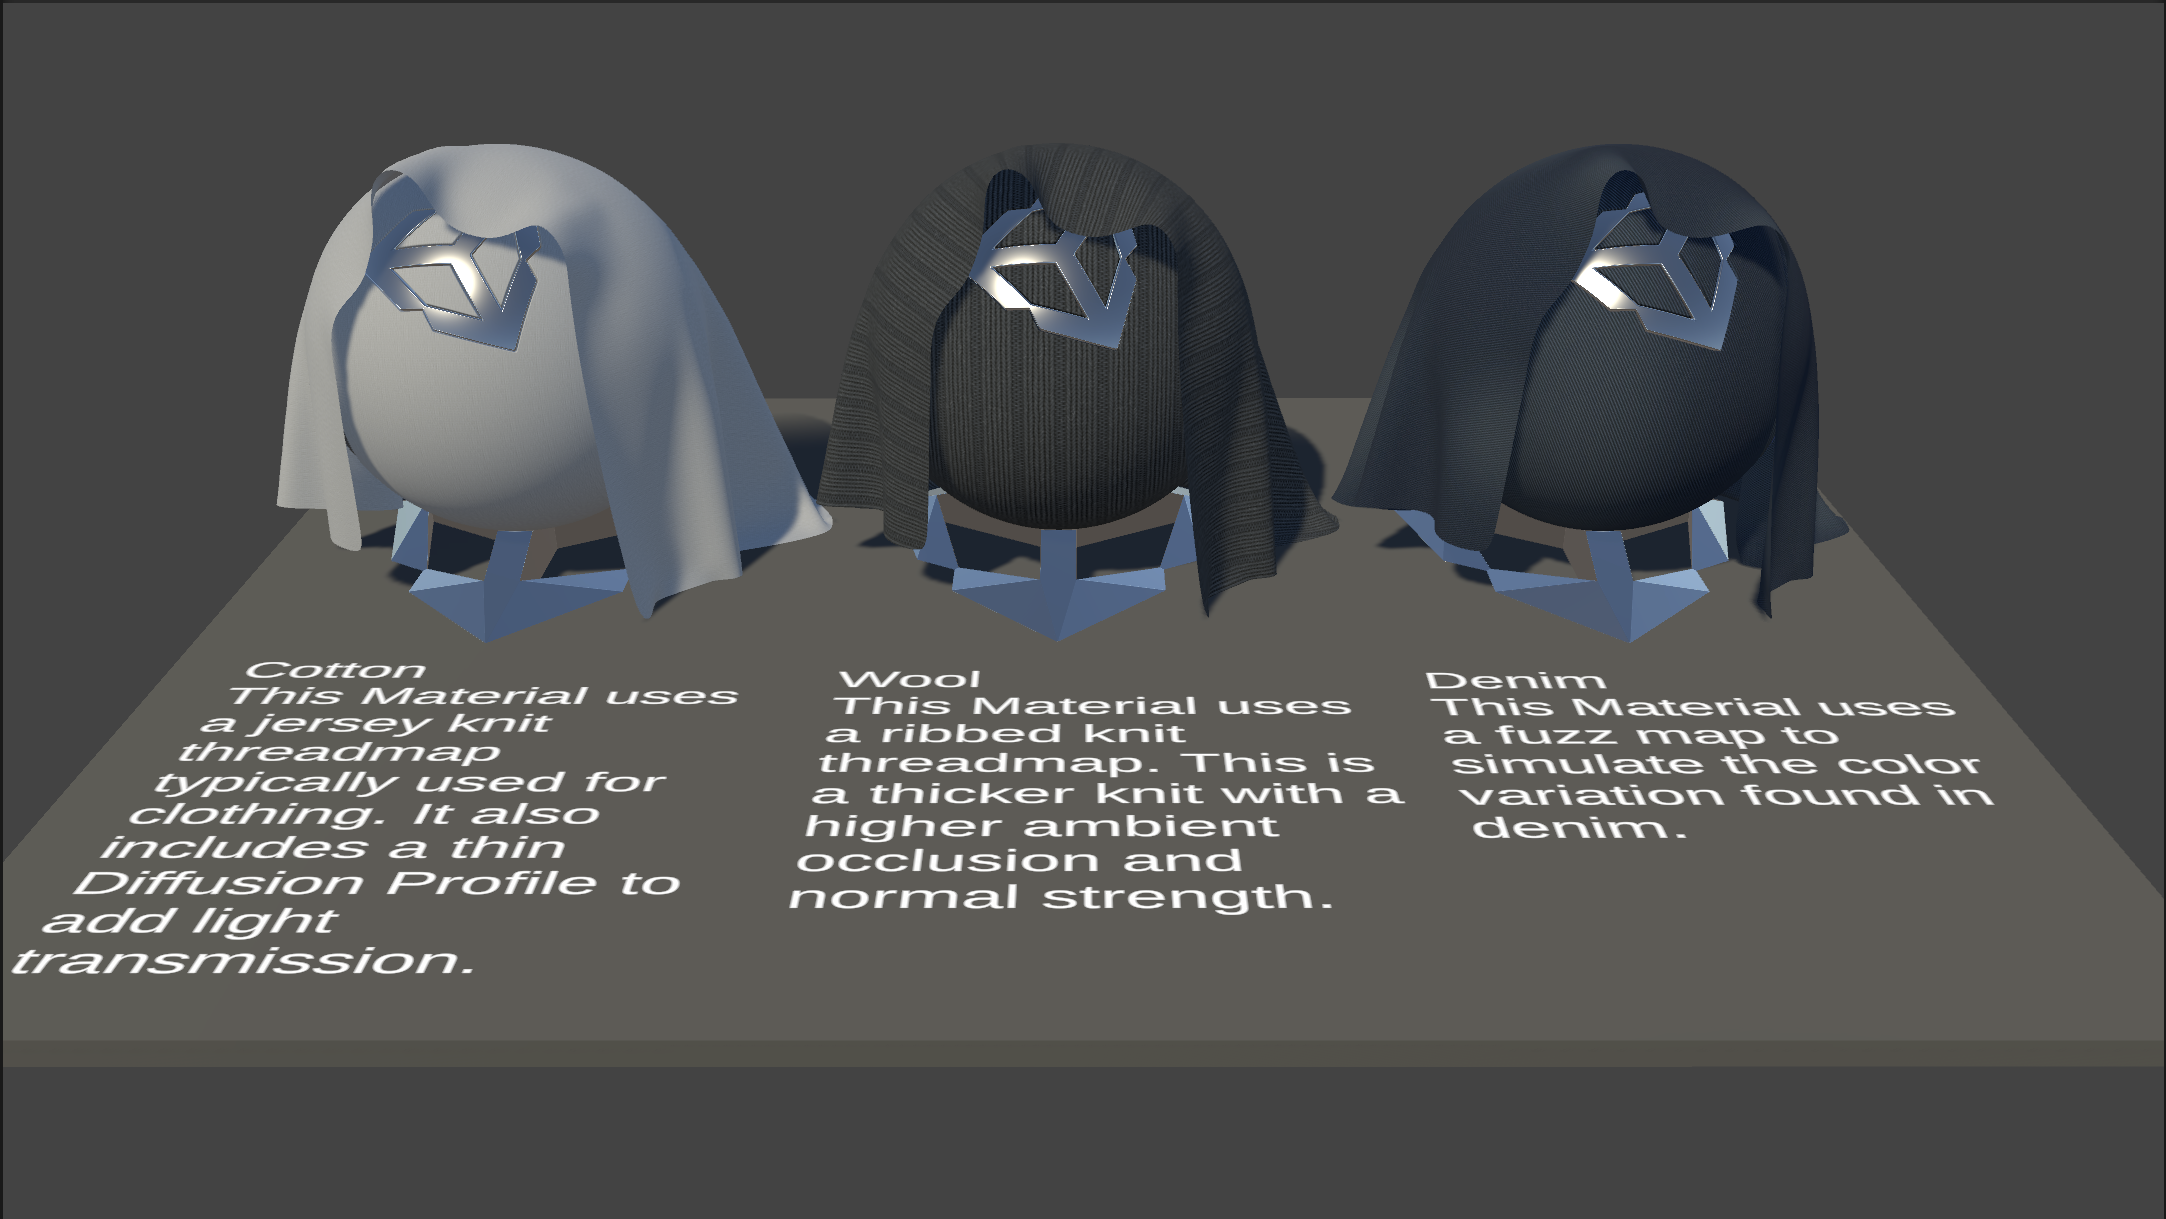 Cotton
This Material uses
a jersey knit
threadmap
typically used for
clothing. It also
includes a thin
Diffusion Profile to
add light
transmission.
Wool
This Material uses
a ribbed knit
threadmap. This is
a thicker knit with a
higher ambient
occlusion and
normal strength.
Denim
This Material uses
a fuzz map to
simulate the color
variation found in
denim.